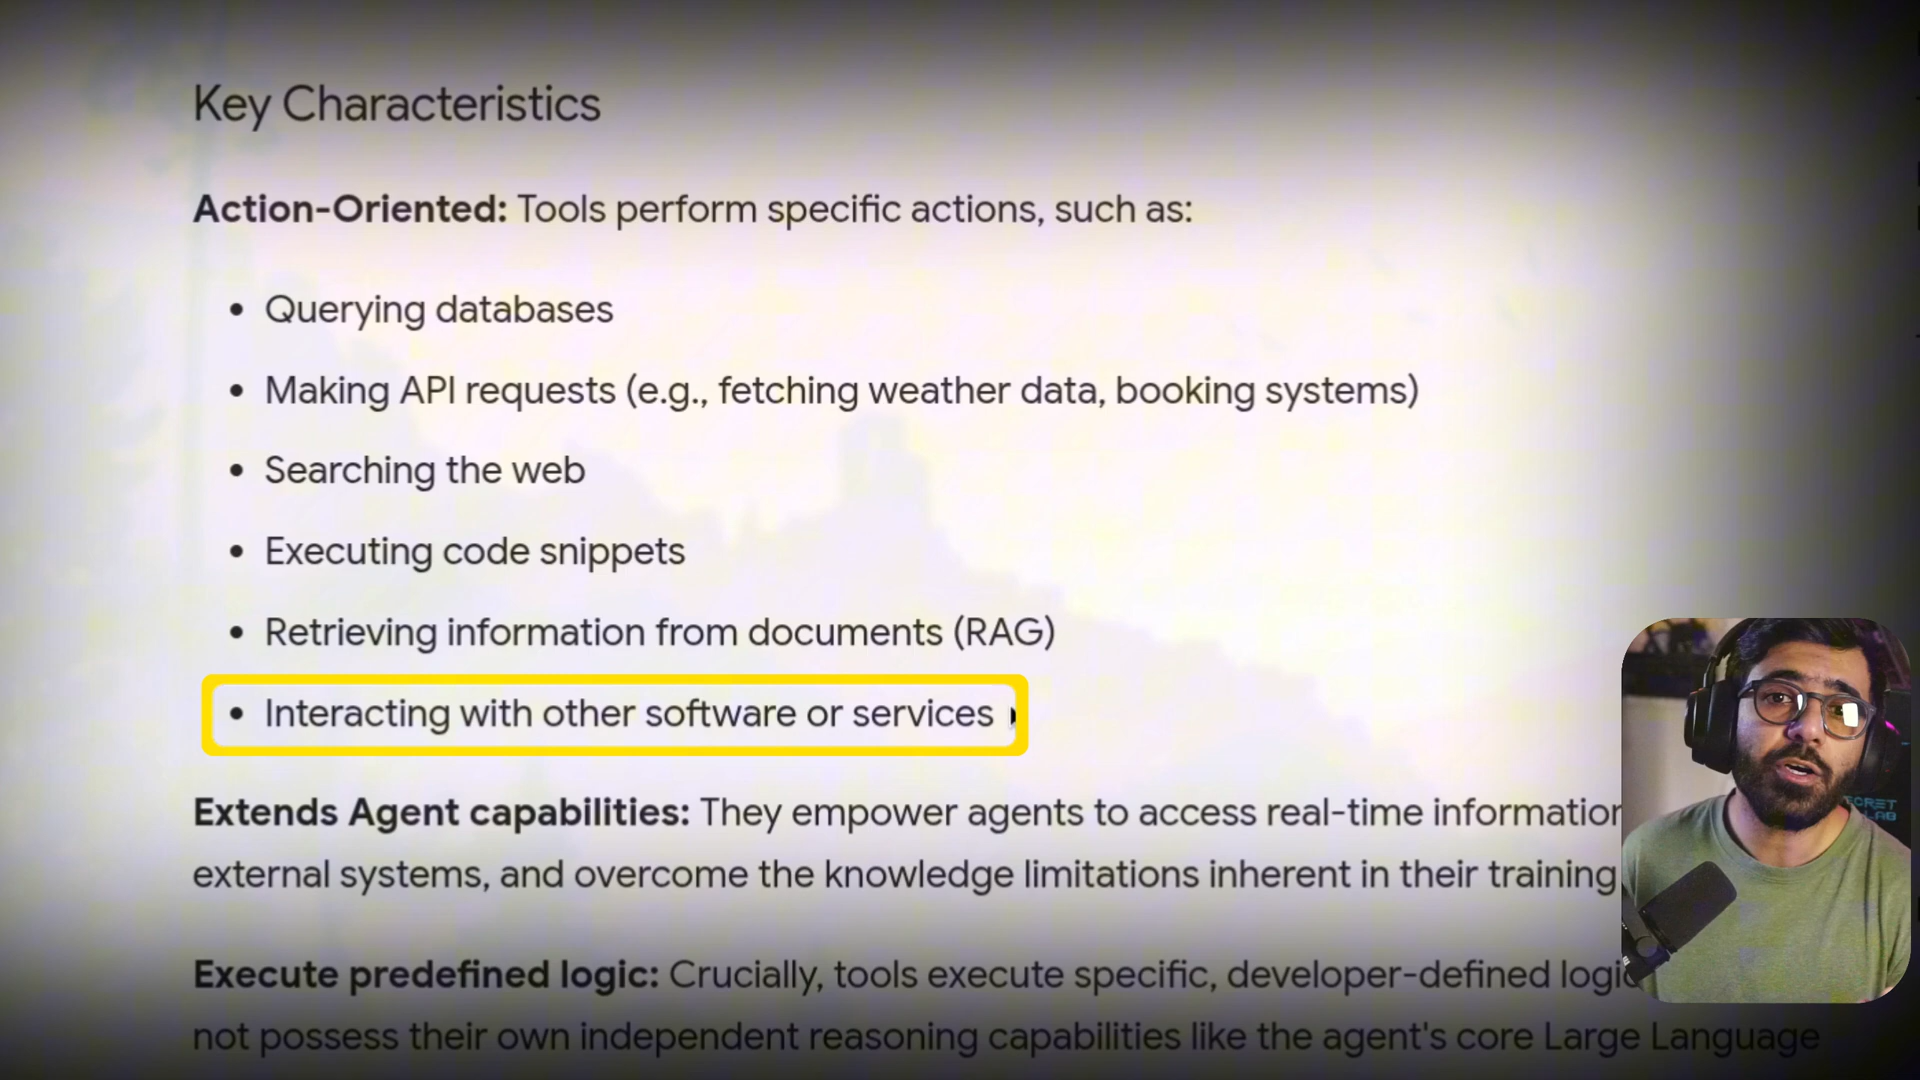 Key Characteristics
Action-Oriented: Tools perform specific actions, such as:
• Querying databases
• Making API requests (e.g., fetching weather data, booking systems)
• Searching the web
• Executing code snippets
• Retrieving information from documents (RAG)
• Interacting with other software or services
Extends Agent capabilities: They empower agents to access real-time information
external systems, and overcome the knowledge limitations inherent in their training
Execute predefined logic: Crucially, tools execute specific, developer-defined logic
not possess their own independent reasoning capabilities like the agent's core Large Language